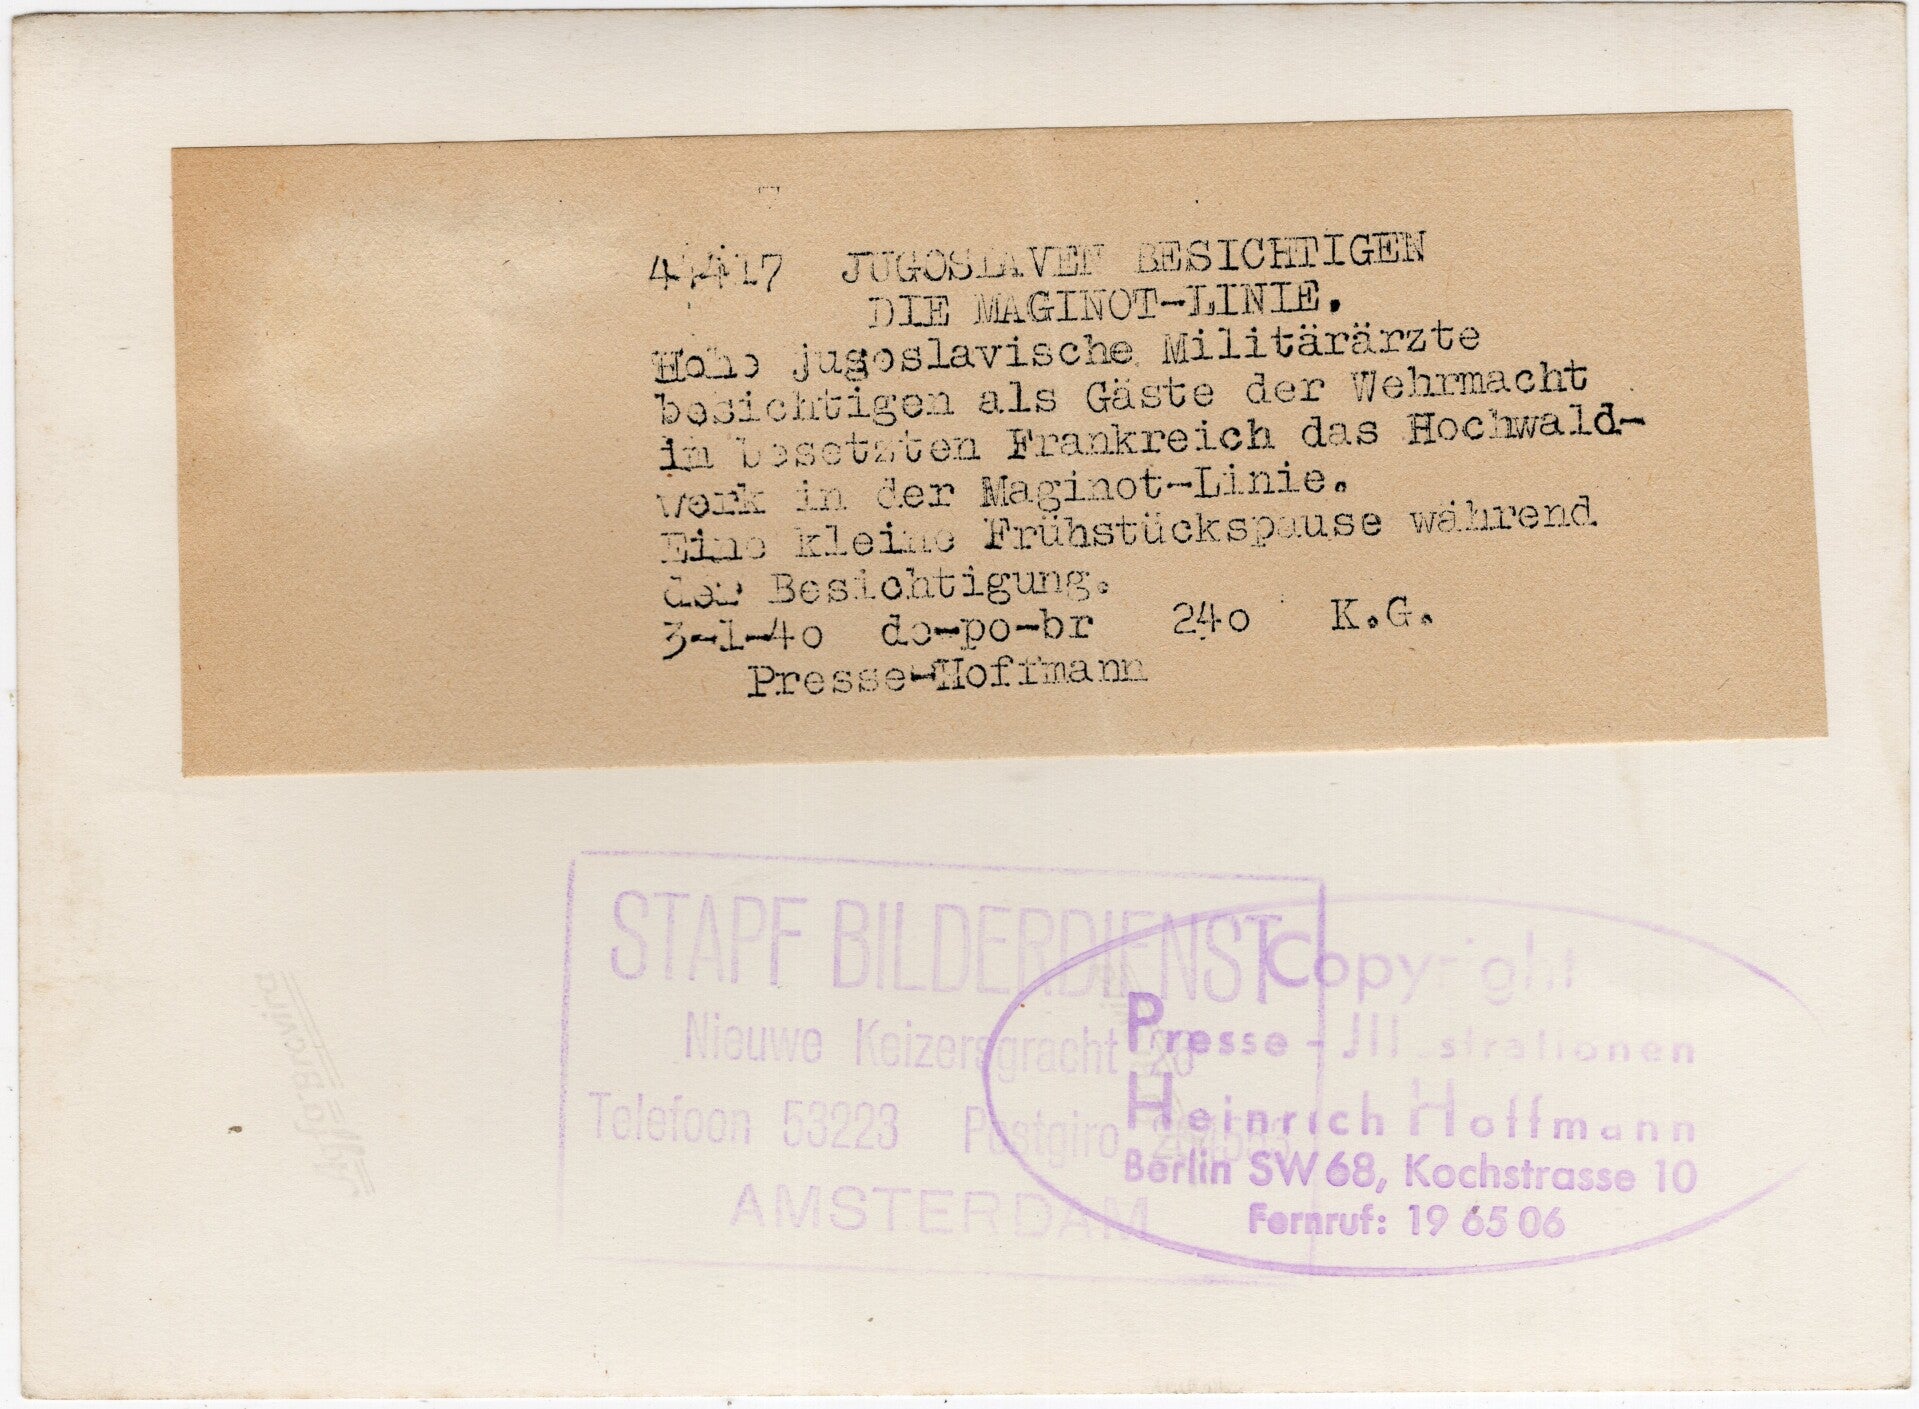 44417 JUGOSLAVEN BESICHTIGEN
DIE MAGINOT-LINIE.
Hohe jugoslavische Militärärzte
besichtigen als Gäste der Wehrmacht
im besetzten Frankreich das Hochwald-
werk in der Maginot-Linie.
Eine kleine Frühstückspause während
der Besichtigung.
3-1-40 do-po-br 240 K.G.
Presse-Hoffmann
STAPF BILDERDIENST
Nieuwe Keizersgracht 20
Telefoon 53223 Postgiro
AMSTERDAM
Copyright
Presse-Jllustrationen
Heinrich Hoffmann
Berlin SW 68, Kochstrasse 10
Fernruf: 19 65 06